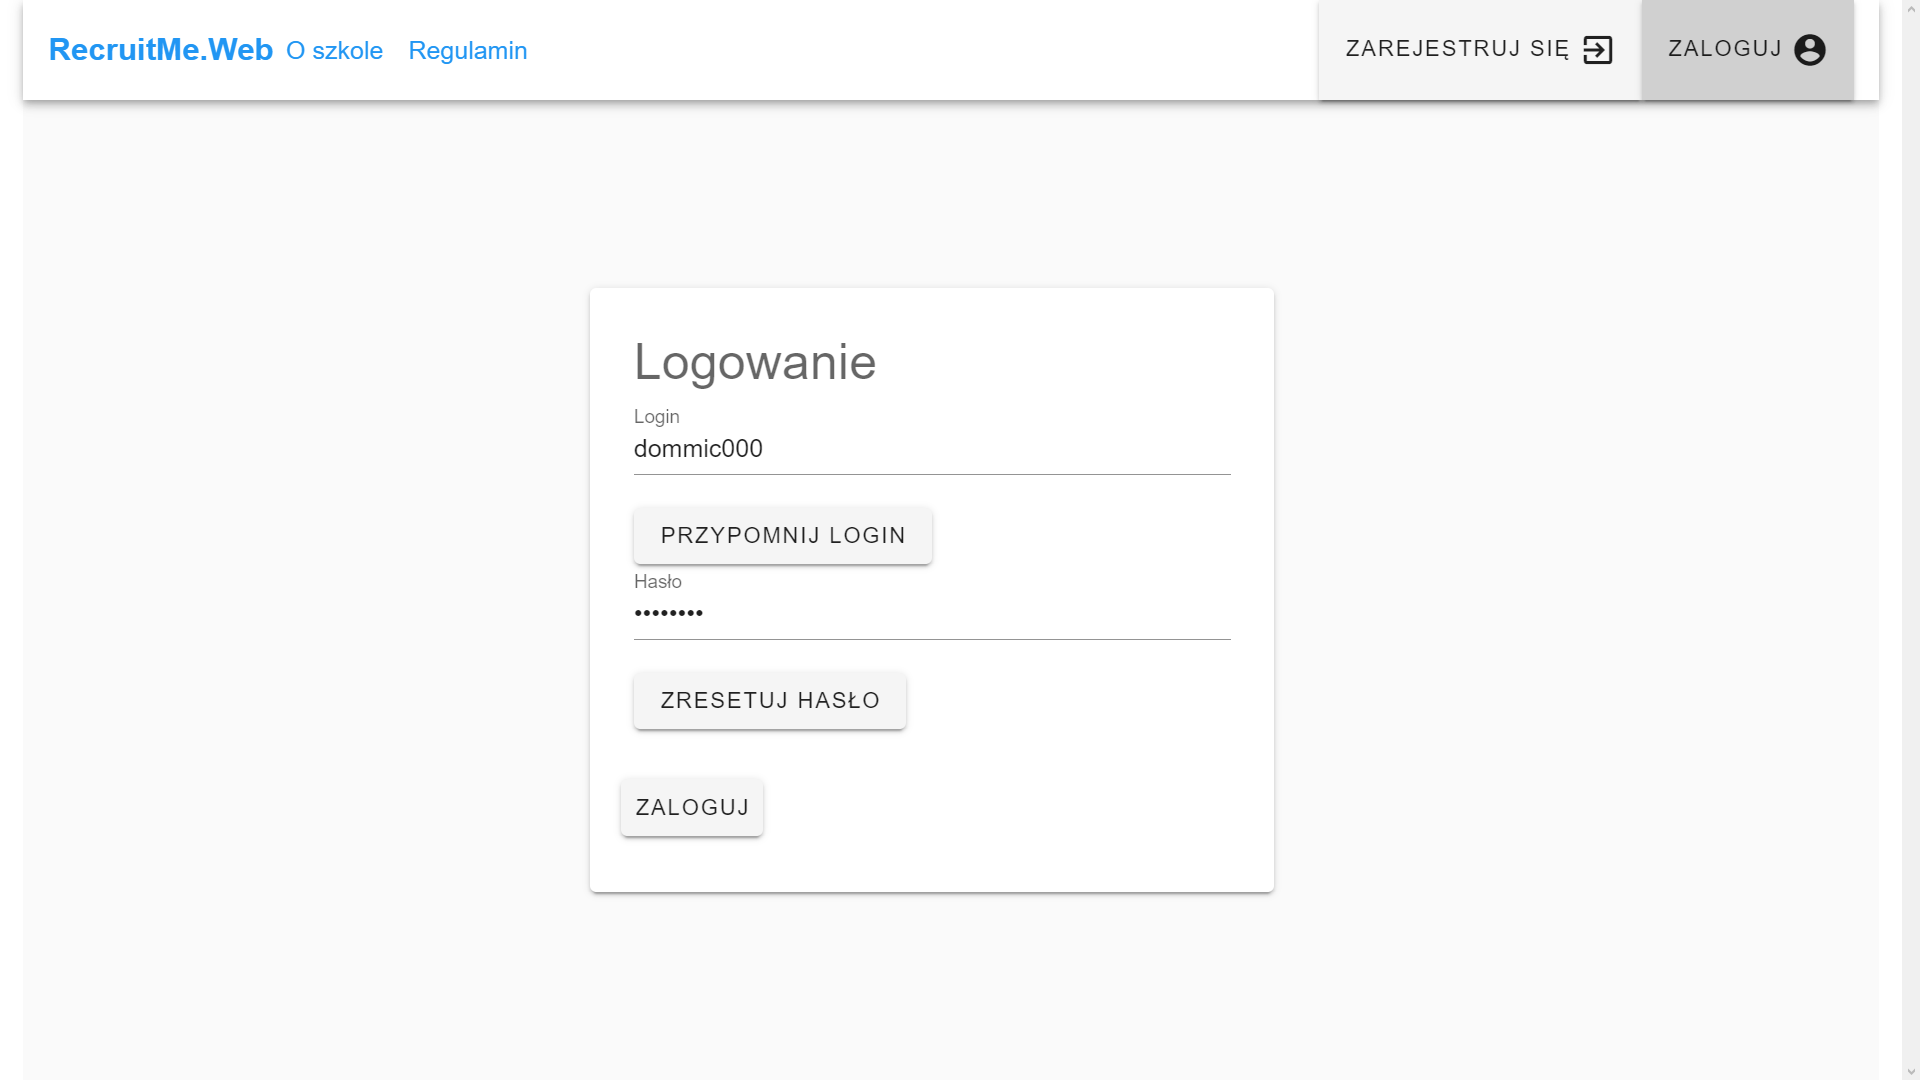 RecruitMe.Web O szkole Regulamin ZAREJESTRUJ SIĘ ZALOGUJ
Logowanie
Login
dommic000
PRZYPOMNIJ LOGIN
Hasło
••••••••
ZRESETUJ HASŁO
ZALOGUJ